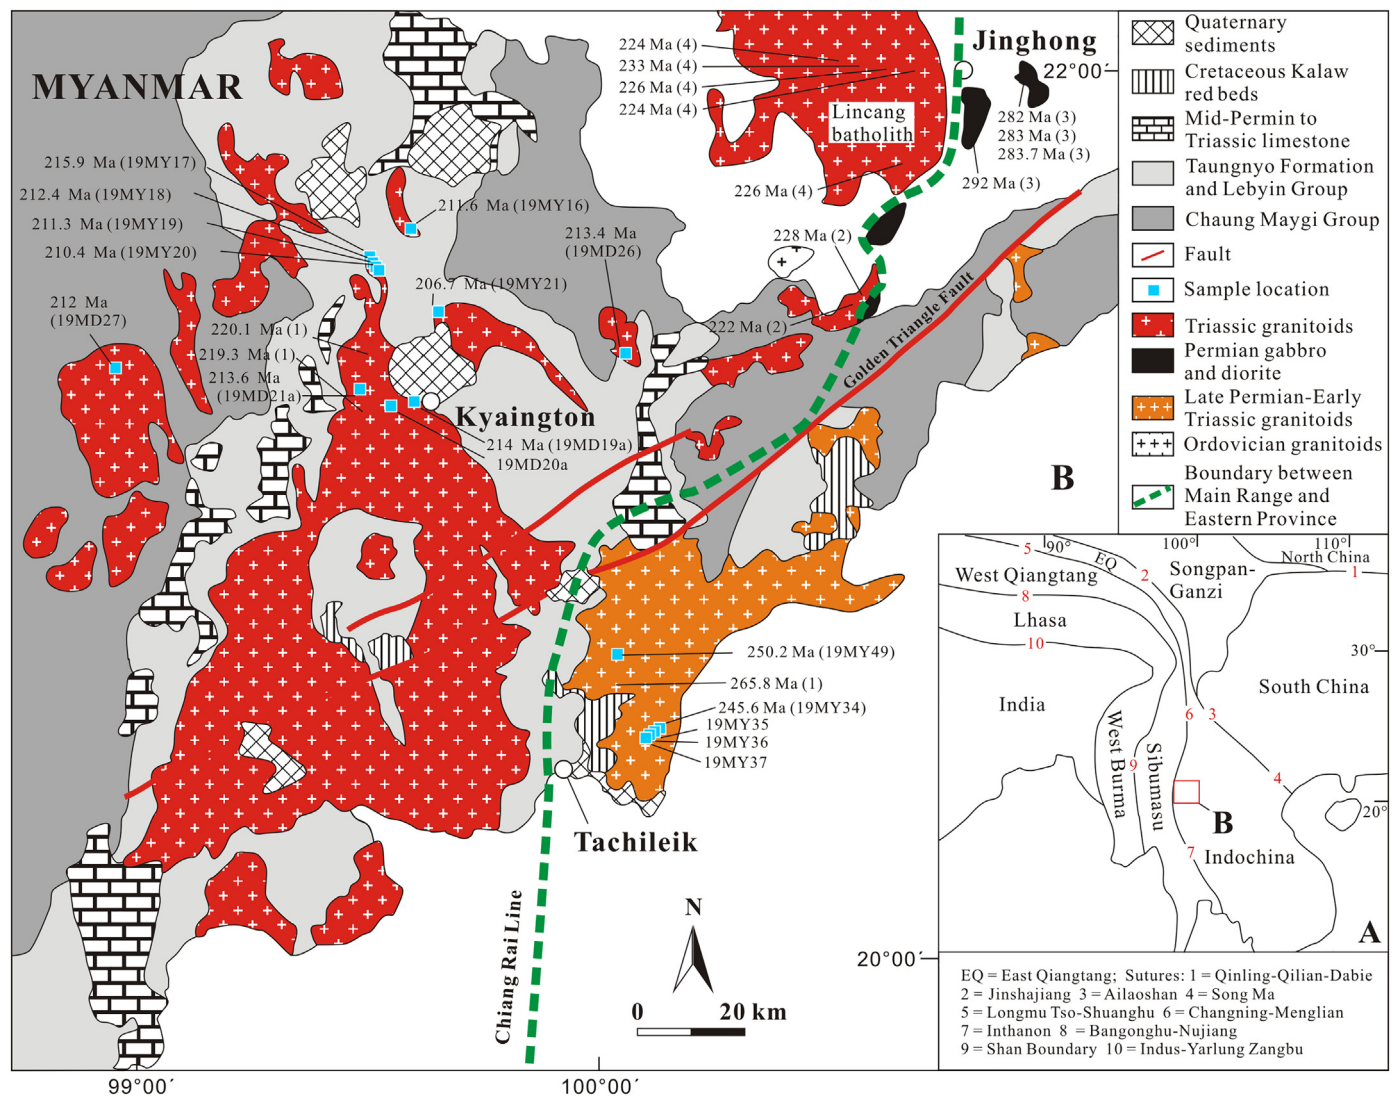 MYANMAR
224 Ma (4)
233 Ma (4)
226 Ma (4)
224 Ma (4)
Lincang
batholith
226 Ma (4)
Jinghong
22°00´
282 Ma (3)
283 Ma (3)
283.7 Ma (3)
292 Ma (3)
215.9 Ma (19MY17)
212.4 Ma (19MY18)
211.3 Ma (19MY19)
210.4 Ma (19MY20)
211.6 Ma (19MY16)
213.4 Ma
(19MD26)
228 Ma (2)
206.7 Ma (19MY21)
212 Ma
(19MD27)
220.1 Ma (1)
219.3 Ma (1)
213.6 Ma
(19MD21a)
222 Ma (2)
Golden Triangle Fault
Kyaington
214 Ma (19MD19a)
19MD20a
B
250.2 Ma (19MY49)
265.8 Ma (1)
245.6 Ma (19MY34)
19MY35
19MY36
19MY37
Tachileik
Chiang Rai Line
N
0 20 km
20°00´
99°00´
100°00´
Quaternary
sediments
Cretaceous Kalaw
red beds
Mid-Permin to
Triassic limestone
Taungnyo Formation
and Lebyin Group
Chaung Maygi Group
Fault
Sample location
Triassic granitoids
Permian gabbro
and diorite
Late Permian-Early
Triassic granitoids
Ordovician granitoids
Boundary between
Main Range and
Eastern Province
5
90°
EQ
2
100°
110°
North China
1
West Qiangtang
Songpan-
Ganzi
8
Lhasa
10
30°
India
South China
6
3
West Burma
Sibumasu
9
4
B
20°
7
Indochina
A
EQ = East Qiangtang; Sutures: 1 = Qinling-Qilian-Dabie
2 = Jinshajiang 3 = Ailaoshan 4 = Song Ma
5 = Longmu Tso-Shuanghu 6 = Changning-Menglian
7 = Inthanon 8 = Bangonghu-Nujiang
9 = Shan Boundary 10 = Indus-Yarlung Zangbu